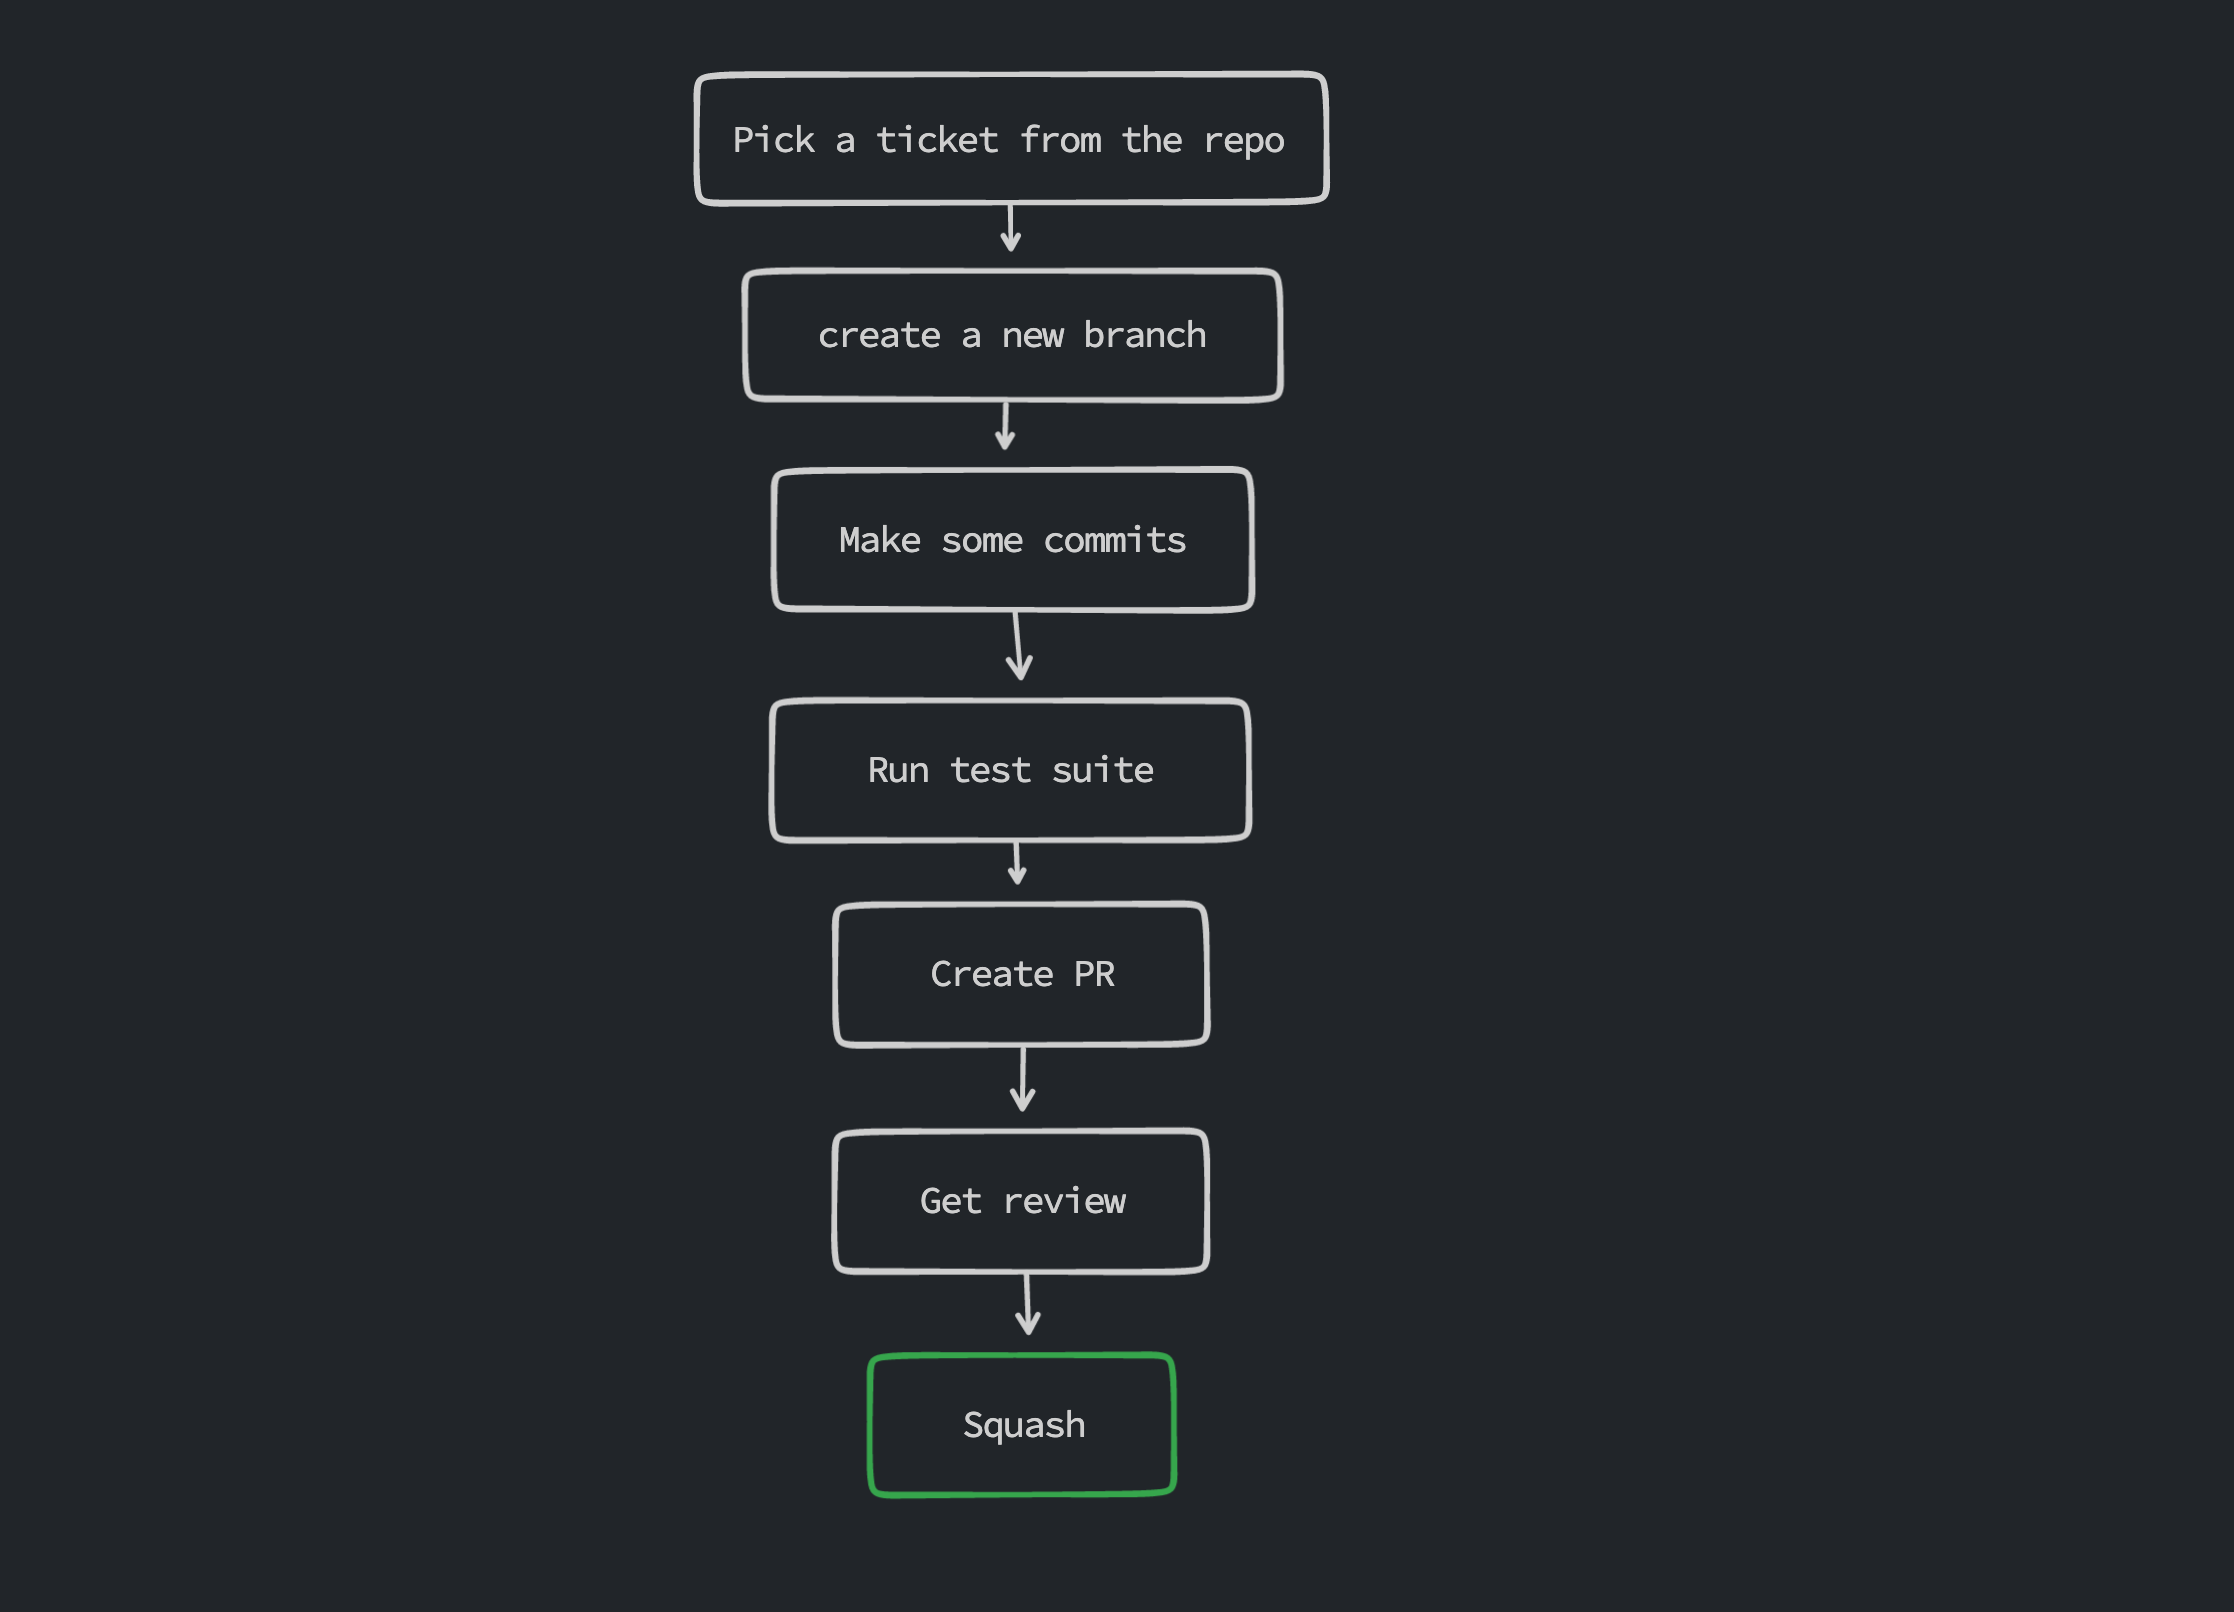 Pick a ticket from the repo
create a new branch
Make some commits
Run test suite
Create PR
Get review
Squash